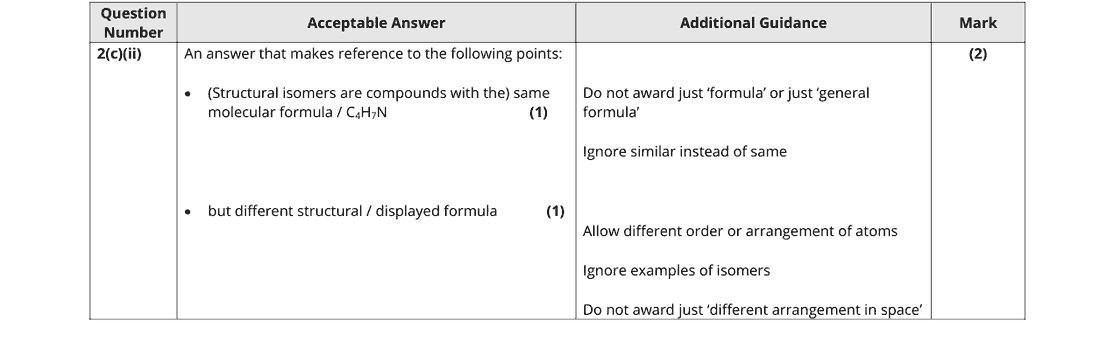 Question Number
Acceptable Answer
Additional Guidance
Mark
2(c)(ii)
An answer that makes reference to the following points:
(2)
• (Structural isomers are compounds with the) same
molecular formula / C₄H₇N (1)
Do not award just ‘formula’ or just ‘general
formula’
Ignore similar instead of same
• but different structural / displayed formula (1)
Allow different order or arrangement of atoms
Ignore examples of isomers
Do not award just ‘different arrangement in space’